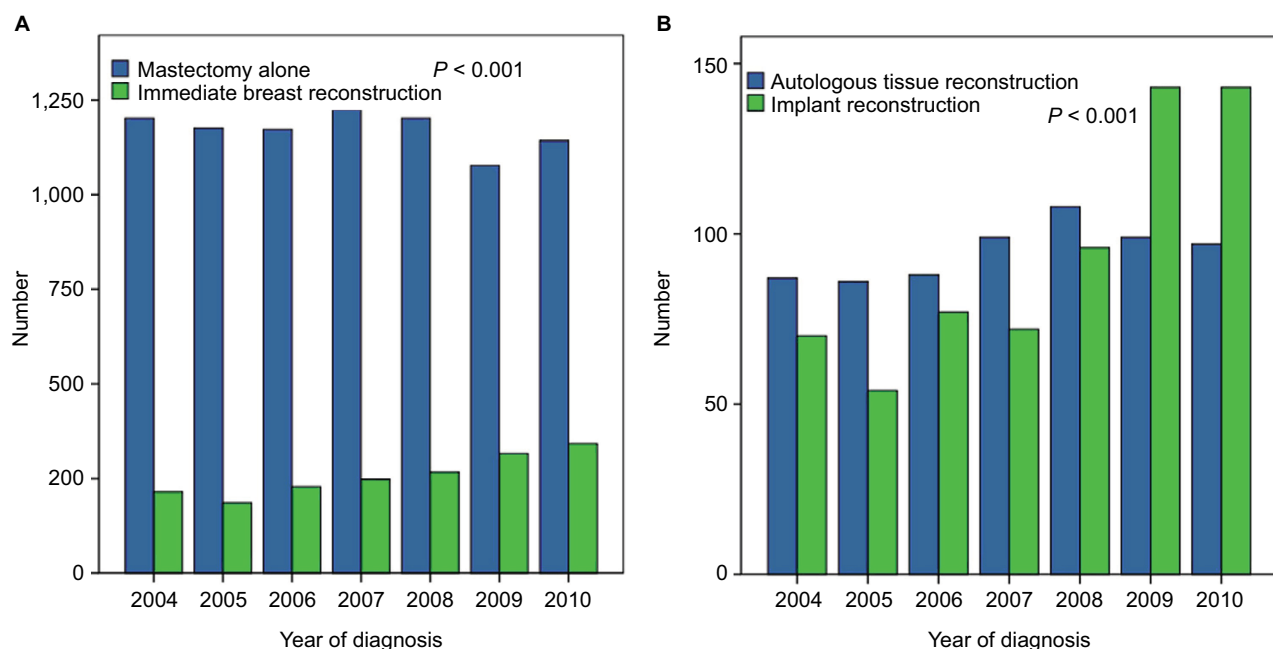 A
Mastectomy alone
P < 0.001
Immediate breast reconstruction
1,250
1,000
750
500
200
0
Number
2004 2005 2006 2007 2008 2009 2010
Year of diagnosis
B
150
Autologous tissue reconstruction
Implant reconstruction
P < 0.001
100
50
0
Number
2004 2005 2006 2007 2008 2009 2010
Year of diagnosis